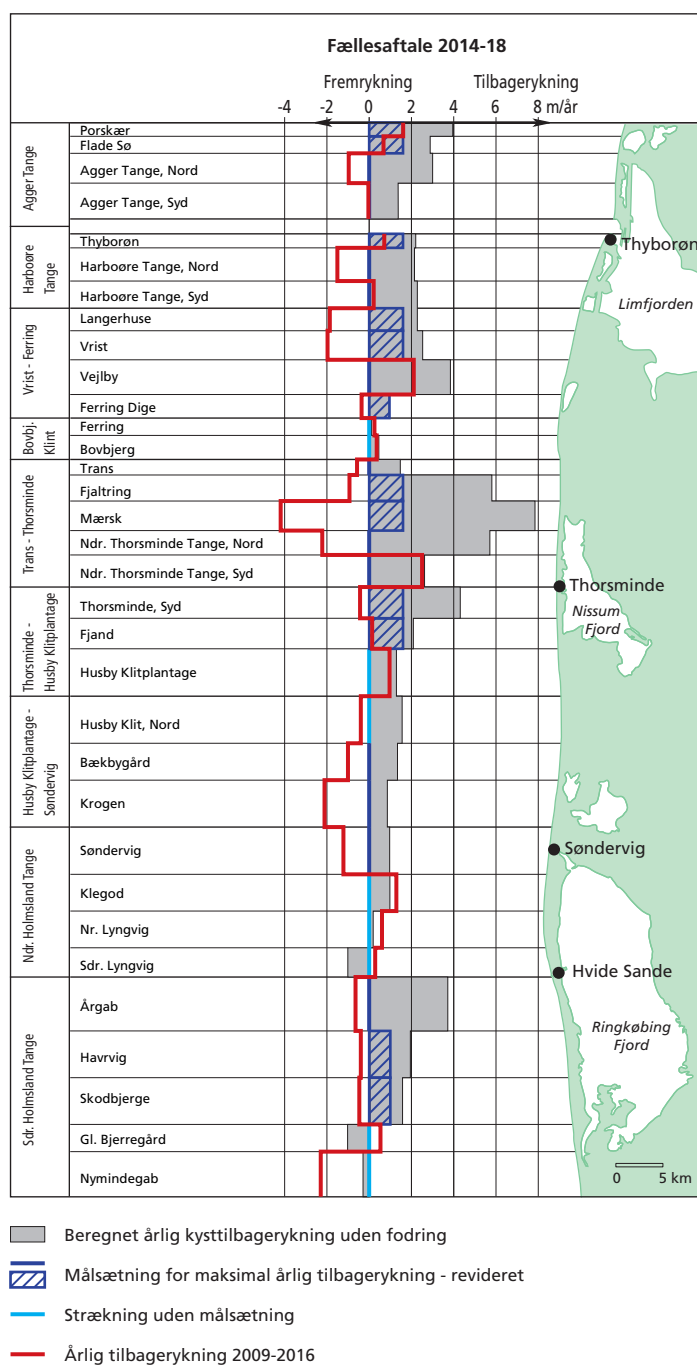 Fællesaftale 2014-18
Fremrykning Tilbagerykning
-4 -2 0 2 4 6 8 m/år
Agger Tange
Porskær
Flade Sø
Agger Tange, Nord
Agger Tange, Syd
Harboøre
Tange
Thyborøn
Harboøre Tange, Nord
Harboøre Tange, Syd
Vrist - Ferring
Langerhuse
Vrist
Vejlby
Ferring Dige
Bovbj.
Klint
Ferring
Bovbjerg
Trans - Thorsminde
Trans
Fjaltring
Mærsk
Ndr. Thorsminde Tange, Nord
Ndr. Thorsminde Tange, Syd
Thorsminde -
Husby Klitplantage
Thorsminde, Syd
Fjand
Husby Klitplantage
Husby Klitplantage -
Søndervig
Husby Klit, Nord
Bækbygård
Krogen
Ndr. Holmsland Tange
Søndervig
Klegod
Nr. Lyngvig
Sdr. Lyngvig
Sdr. Holmsland Tange
Årgab
Havrvig
Skodbjerge
Gl. Bjerregård
Nymindegab
Thyborøn
Limfjorden
Thorsminde
Nissum
Fjord
Søndervig
Hvide Sande
Ringkøbing
Fjord
0 5 km
Beregnet årlig kysttilbagerykning uden fodring
Målsætning for maksimal årlig tilbagerykning - revideret
Strækning uden målsætning
Årlig tilbagerykning 2009-2016